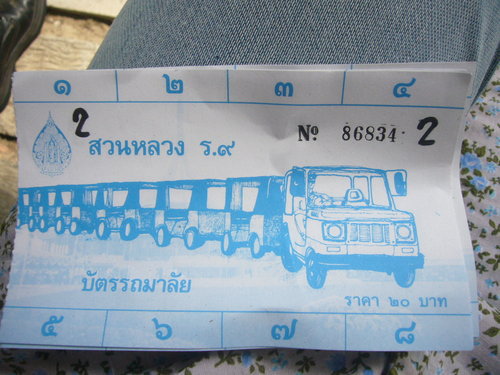 ๑ ๒ ๓ ๔
2 สวนหลวง ร.๙ № 86834 2
บัตรรถมาลัย
ราคา ๒๐ บาท
๕ ๖ ๗ ๘